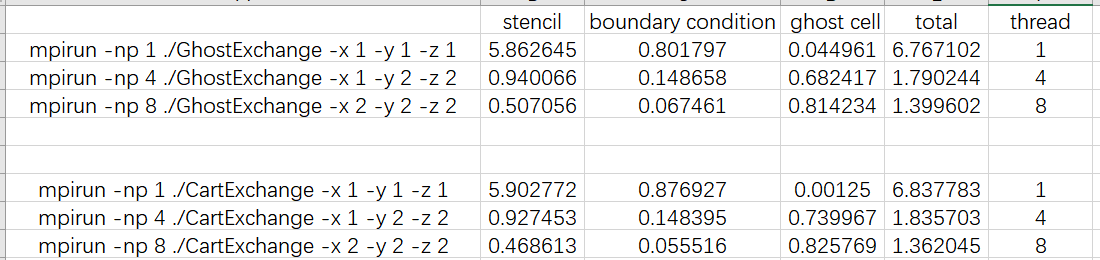 stencil boundary condition ghost cell total thread
mpirun -np 1 ./GhostExchange -x 1 -y 1 -z 1 5.862645 0.801797 0.044961 6.767102 1
mpirun -np 4 ./GhostExchange -x 1 -y 2 -z 2 0.940066 0.148658 0.682417 1.790244 4
mpirun -np 8 ./GhostExchange -x 2 -y 2 -z 2 0.507056 0.067461 0.814234 1.399602 8
mpirun -np 1 ./CartExchange -x 1 -y 1 -z 1 5.902772 0.876927 0.00125 6.837783 1
mpirun -np 4 ./CartExchange -x 1 -y 2 -z 2 0.927453 0.148395 0.739967 1.835703 4
mpirun -np 8 ./CartExchange -x 2 -y 2 -z 2 0.468613 0.055516 0.825769 1.362045 8